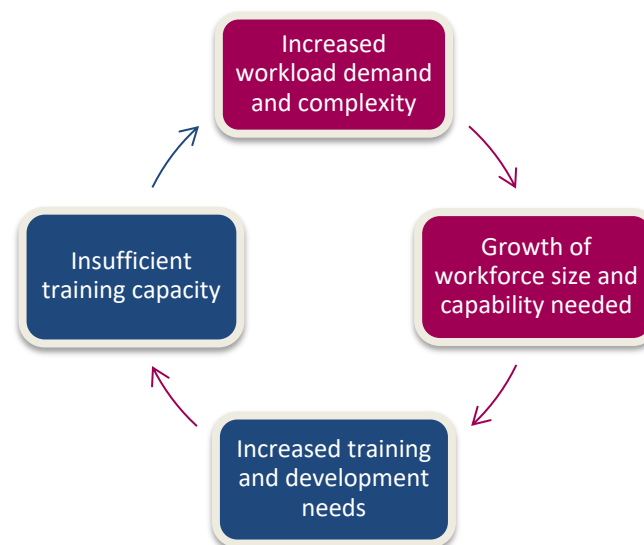 Increased
workload demand
and complexity
Growth of
workforce size and
capability needed
Increased training
and development
needs
Insufficient
training capacity